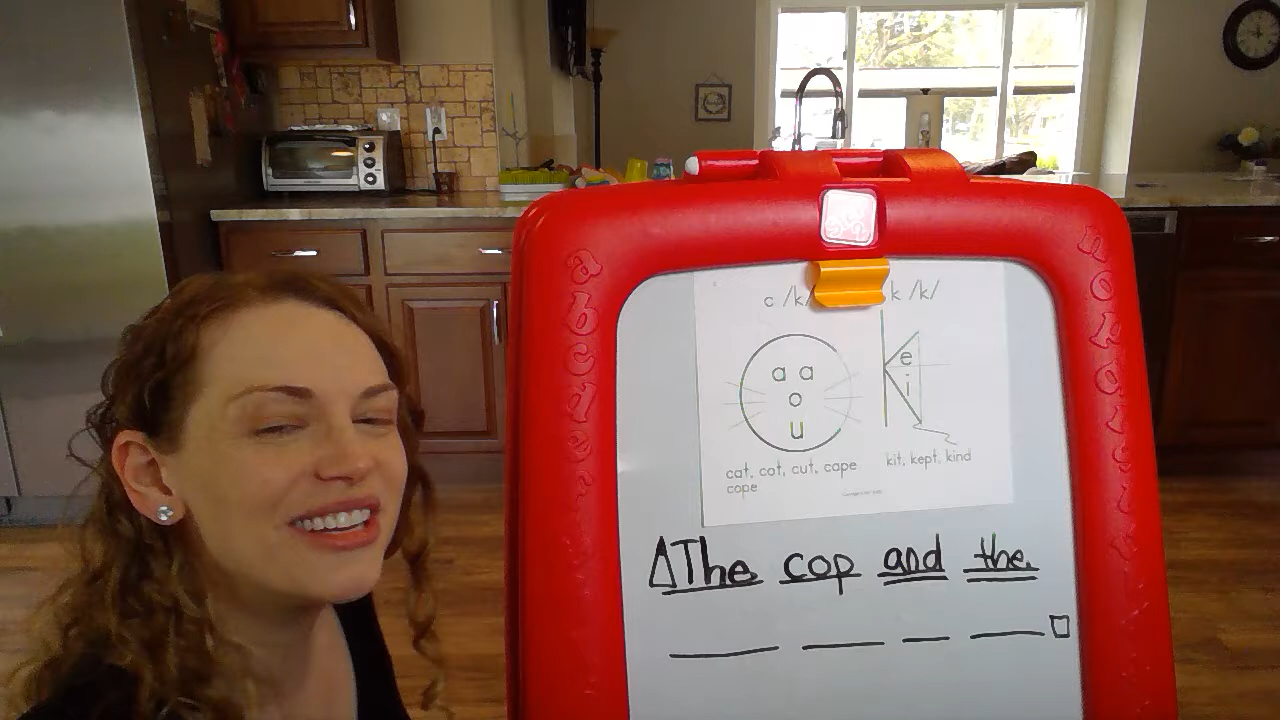 c /k/ k /k/
a a e
o i
u
cat, cot, cut, cape kit, kept, kind
cope
The cop and the